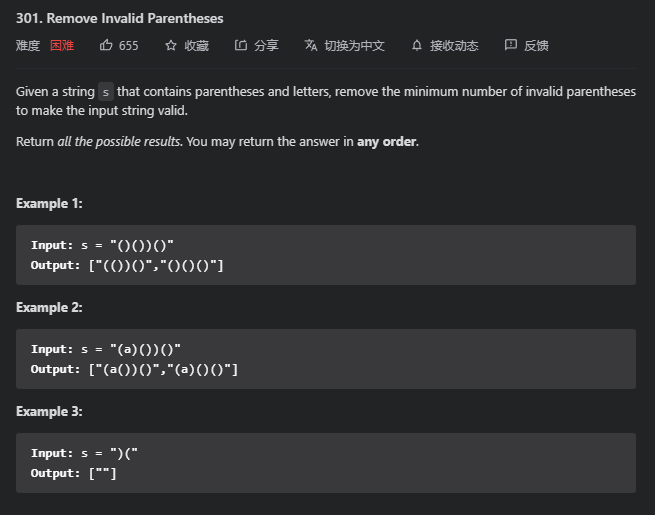 301. Remove Invalid Parentheses
难度 困难 655 收藏 分享 切换为中文 接收动态 反馈
Given a string s that contains parentheses and letters, remove the minimum number of invalid parentheses
to make the input string valid.
Return all the possible results. You may return the answer in any order.
Example 1:
Input: s = "()())()"
Output: ["(())()","()()()"]
Example 2:
Input: s = "(a)())()"
Output: ["(a())()","(a)()()"]
Example 3:
Input: s = ")("
Output: [""]